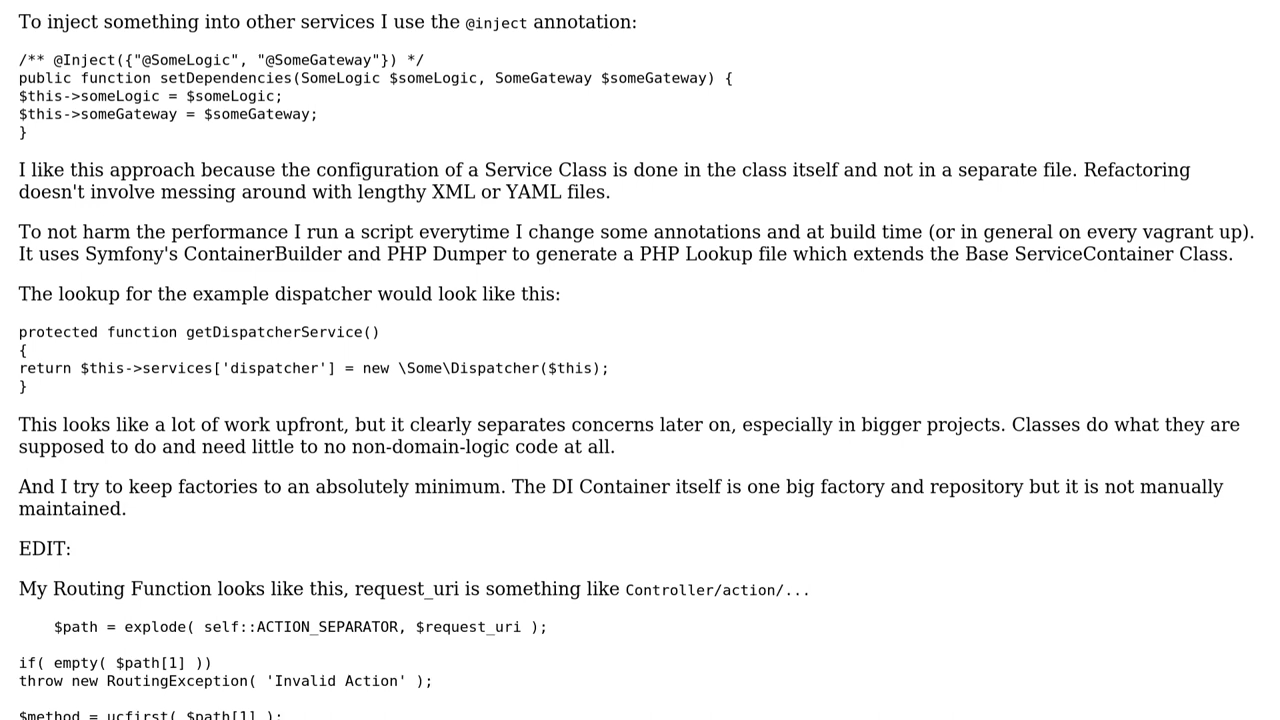 To inject something into other services I use the @inject annotation:
/** @Inject({"@SomeLogic", "@SomeGateway"}) */
public function setDependencies(SomeLogic $someLogic, SomeGateway $someGateway) {
$this->someLogic = $someLogic;
$this->someGateway = $someGateway;
}
I like this approach because the configuration of a Service Class is done in the class itself and not in a separate file. Refactoring
doesn't involve messing around with lengthy XML or YAML files.
To not harm the performance I run a script everytime I change some annotations and at build time (or in general on every vagrant up).
It uses Symfony's ContainerBuilder and PHP Dumper to generate a PHP Lookup file which extends the Base ServiceContainer Class.
The lookup for the example dispatcher would look like this:
protected function getDispatcherService()
{
return $this->services['dispatcher'] = new \Some\Dispatcher($this);
}
This looks like a lot of work upfront, but it clearly separates concerns later on, especially in bigger projects. Classes do what they are
supposed to do and need little to no non-domain-logic code at all.
And I try to keep factories to an absolutely minimum. The DI Container itself is one big factory and repository but it is not manually
maintained.
EDIT:
My Routing Function looks like this, request_uri is something like Controller/action/...
$path = explode( self::ACTION_SEPARATOR, $request_uri );
if( empty( $path[1] ))
throw new RoutingException( 'Invalid Action' );
$method = ucfirst( $path[1] );